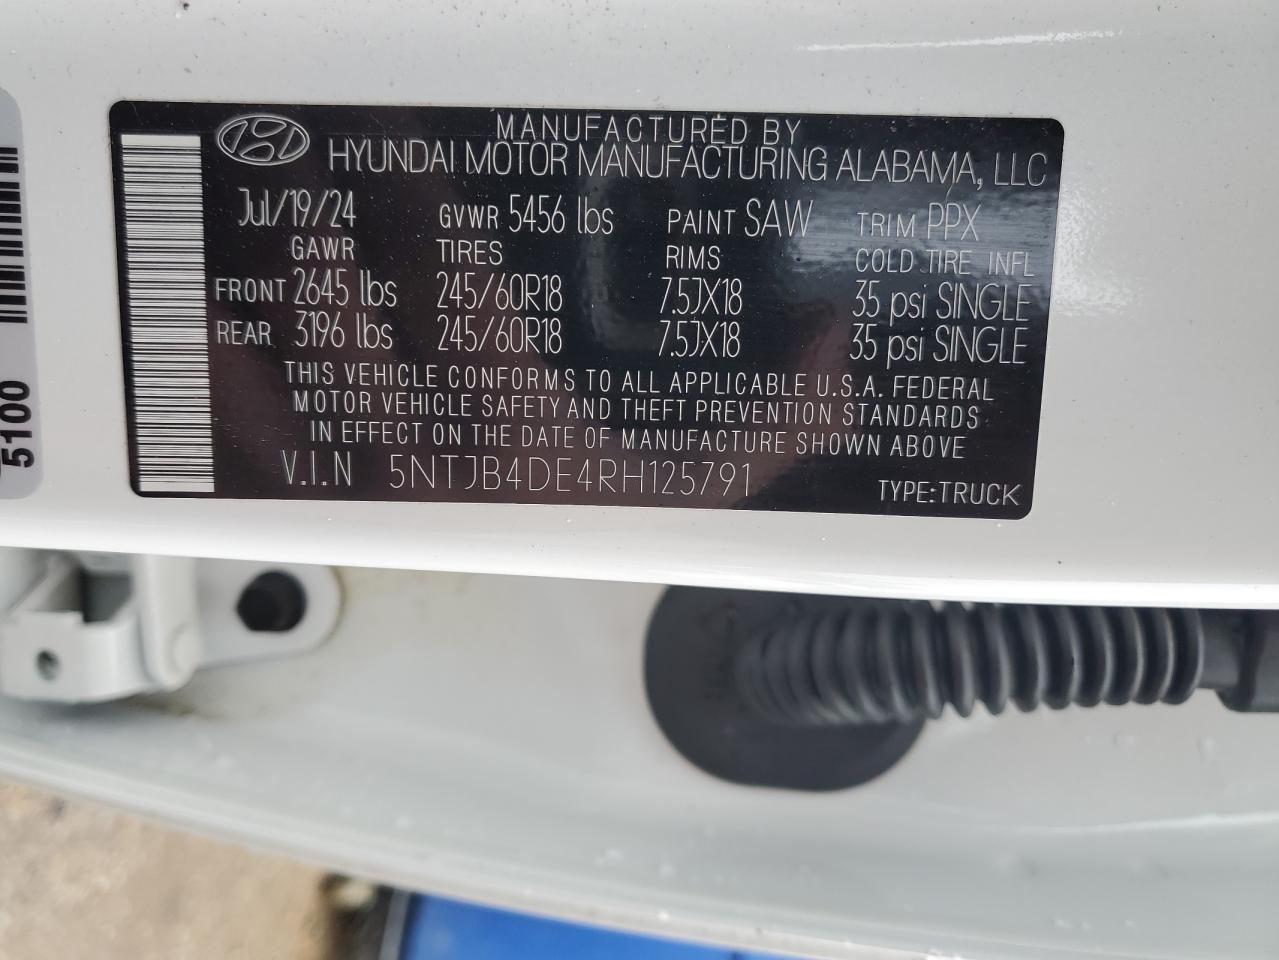 MANUFACTURED BY
HYUNDAI MOTOR MANUFACTURING ALABAMA, LLC
Jul/19/24 GVWR 5456 lbs PAINT SAW TRIM PPX
GAWR TIRES RIMS COLD TIRE INFL
FRONT 2645 lbs 245/60R18 7.5JX18 35 psi SINGLE
REAR 3196 lbs 245/60R18 7.5JX18 35 psi SINGLE
THIS VEHICLE CONFORMS TO ALL APPLICABLE U.S.A. FEDERAL
MOTOR VEHICLE SAFETY AND THEFT PREVENTION STANDARDS
IN EFFECT ON THE DATE OF MANUFACTURE SHOWN ABOVE
V.I.N 5NTJB4DE4RH125791 TYPE:TRUCK
5100